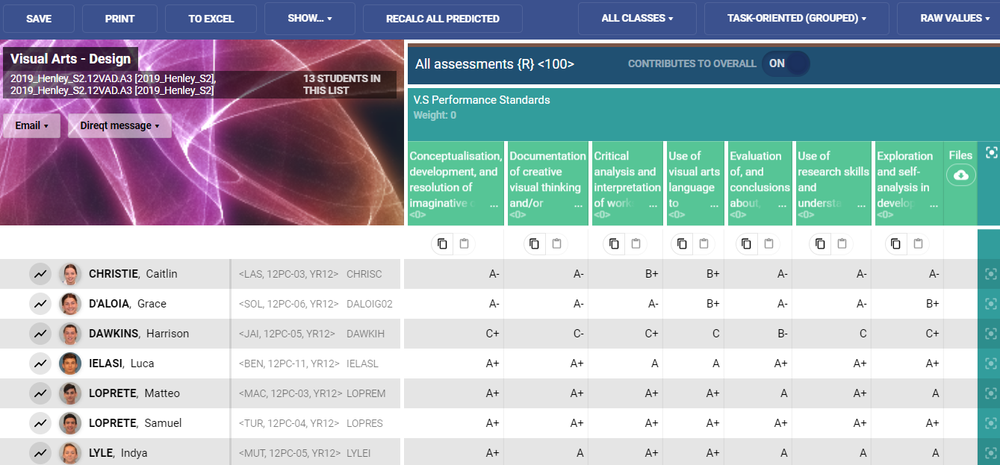 SAVE PRINT TO EXCEL SHOW... RECALC ALL PREDICTED ALL CLASSES TASK-ORIENTED (GROUPED) RAW VALUES
Visual Arts - Design
2019_Henley_S2.12VAD.A3 [2019_Henley_S2],
2019_Henley_S2.12VAD.A3 [2019_Henley_S2]
13 STUDENTS IN
THIS LIST
Email Direqt message
All assessments {R} <100> CONTRIBUTES TO OVERALL ON
V.S Performance Standards
Weight: 0
Conceptualisation,
development, and
resolution of
imaginative c ...
<0>
Documentation
of creative
visual thinking
and/or ...
<0>
Critical
analysis and
interpretation
of work ...
<0>
Use of
visual arts
language
to ...
<0>
Evaluation
of, and
conclusions
about, ...
<0>
Use of
research skills
and
understa ...
<0>
Exploration
and self-
analysis in
develop ...
<0>
Files
CHRISTIE, Caitlin <LAS, 12PC-03, YR12> CHRISC A- A- B+ B+ A- A- A-
D'ALOIA, Grace <SOL, 12PC-06, YR12> DALOIG02 A- A- A- B+ A- A- B+
DAWKINS, Harrison <JAI, 12PC-05, YR12> DAWKIH C+ C- C+ C B- C C+
IELASI, Luca <BEN, 12PC-11, YR12> IELASL A+ A+ A A A+ A+ A+
LOPRETE, Matteo <MAC, 12PC-03, YR12> LOPREM A+ A+ A+ A+ A A+ A
LOPRETE, Samuel <TUR, 12PC-04, YR12> LOPRES A+ A+ A+ A+ A+ A+ A+
LYLE, Indya <MUT, 12PC-05, YR12> LYLEI A+ A A+ A+ A A A